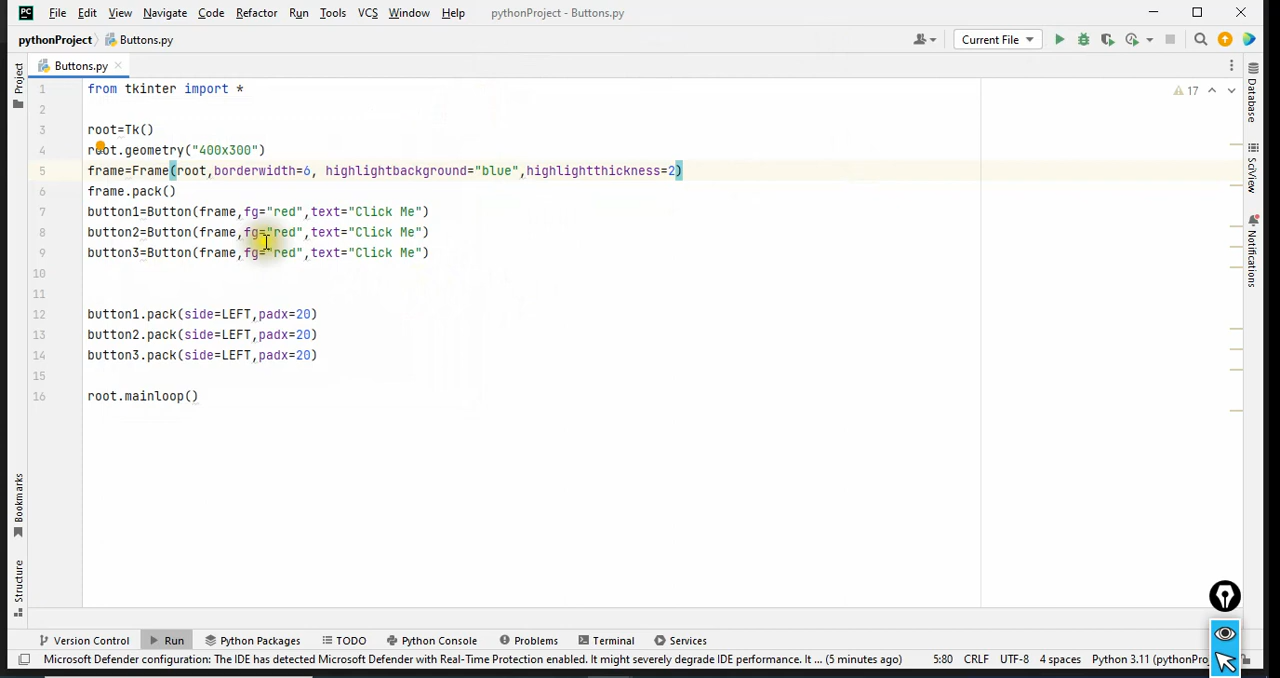 PC File Edit View Navigate Code Refactor Run Tools VCS Window Help pythonProject - Buttons.py
pythonProject Buttons.py Current File
Project Buttons.py
1 from tkinter import *
2
3 root=Tk()
4 root.geometry("400x300")
5 frame=Frame(root,borderwidth=6, highlightbackground="blue",highlightthickness=2)
6 frame.pack()
7 button1=Button(frame,fg="red",text="Click Me")
8 button2=Button(frame,fg="red",text="Click Me")
9 button3=Button(frame,fg="red",text="Click Me")
10
11
12 button1.pack(side=LEFT,padx=20)
13 button2.pack(side=LEFT,padx=20)
14 button3.pack(side=LEFT,padx=20)
15
16 root.mainloop()
17
Database
SciView
Notifications
Bookmarks
Structure
Version Control Run Python Packages TODO Python Console Problems Terminal Services
Microsoft Defender configuration: The IDE has detected Microsoft Defender with Real-Time Protection enabled. It might severely degrade IDE performance. It ... (5 minutes ago) 5:80 CRLF UTF-8 4 spaces Python 3.11 (pythonPro